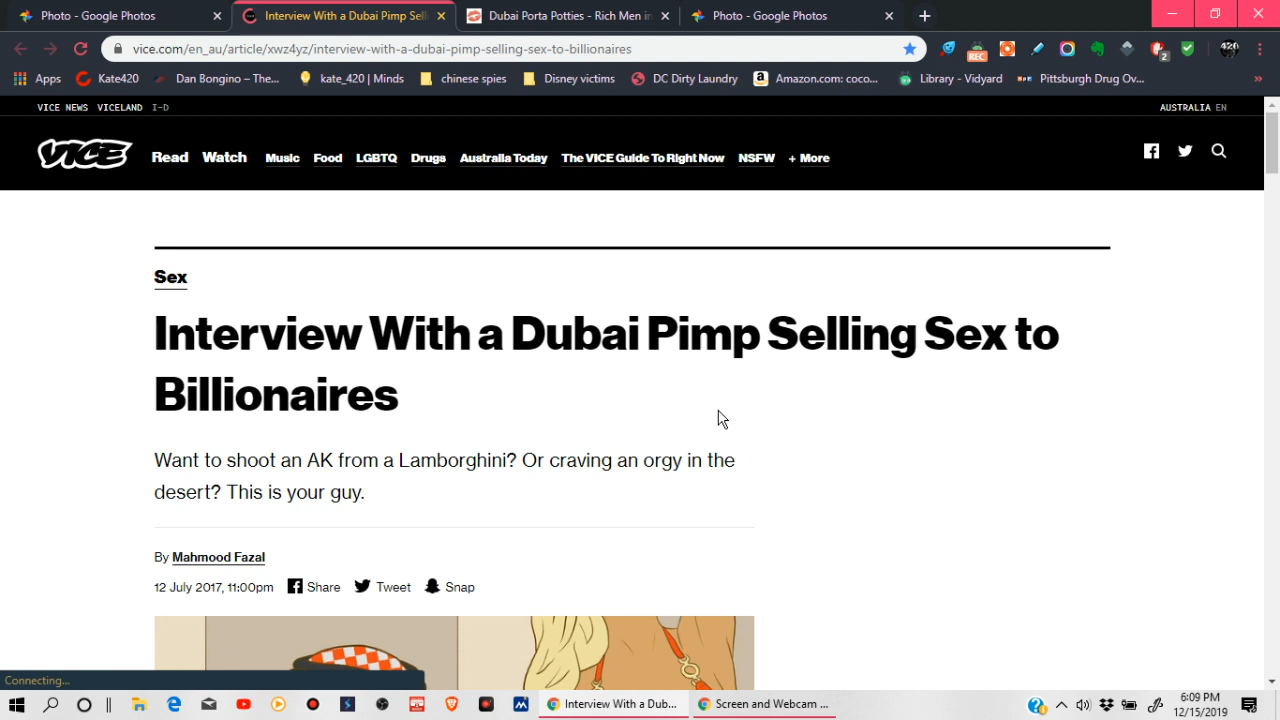 Photo - Google Photos
Interview With a Dubai Pimp Sell
Dubai Porta Potties - Rich Men in
Photo - Google Photos
vice.com/en_au/article/xwz4yz/interview-with-a-dubai-pimp-selling-sex-to-billionaires
REC
2
420
Apps
Kate420
Dan Bongino – The...
kate_420 | Minds
chinese spies
Disney victims
DC Dirty Laundry
Amazon.com: coco...
Library - Vidyard
Pittsburgh Drug Ov...
»
VICE NEWS VICELAND I-D
AUSTRALIA EN
VICE
Read Watch Music Food LGBTQ Drugs Australia Today The VICE Guide To Right Now NSFW + More
Sex
Interview With a Dubai Pimp Selling Sex to
Billionaires
Want to shoot an AK from a Lamborghini? Or craving an orgy in the
desert? This is your guy.
By Mahmood Fazal
12 July 2017, 11:00pm Share Tweet Snap
Connecting...
Interview With a Dub...
Screen and Webcam ...
6:09 PM
12/15/2019